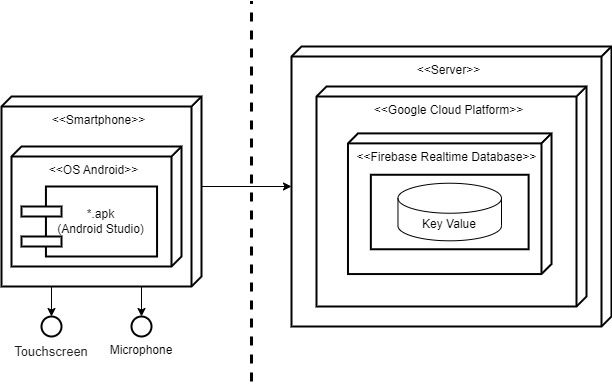 <<Smartphone>>
<<OS Android>>
*.apk
(Android Studio)
Touchscreen
Microphone
<<Server>>
<<Google Cloud Platform>>
<<Firebase Realtime Database>>
Key Value